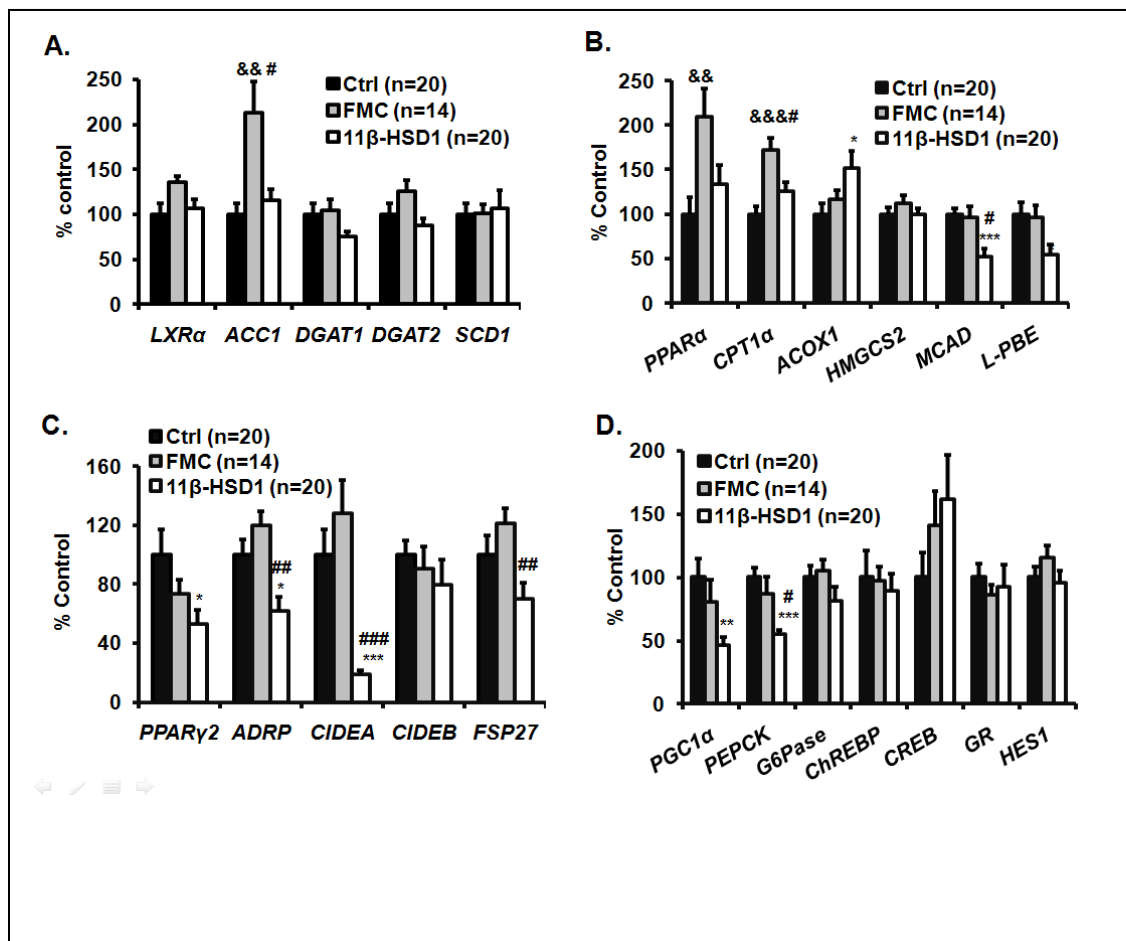 A.
&& #
Ctrl (n=20)
FMC (n=14)
11β-HSD1 (n=20)
% control
250
200
150
100
50
0
LXRα ACC1 DGAT1 DGAT2 SCD1
B.
&&
&&&#
*
#
***
Ctrl (n=20)
FMC (n=14)
11β-HSD1 (n=20)
% Control
250
200
150
100
50
0
PPARα CPT1α ACOX1 HMGCS2 MCAD L-PBE
C.
Ctrl (n=20)
FMC (n=14)
11β-HSD1 (n=20)
% Control
160
120
80
40
0
*
##
*
###
***
##
PPARγ2 ADRP CIDEA CIDEB FSP27
D.
Ctrl (n=20)
FMC (n=14)
11β-HSD1 (n=20)
% Control
200
150
100
50
0
**
#
***
PGC1α PEPCK G6Pase ChREBP CREB GR HES1